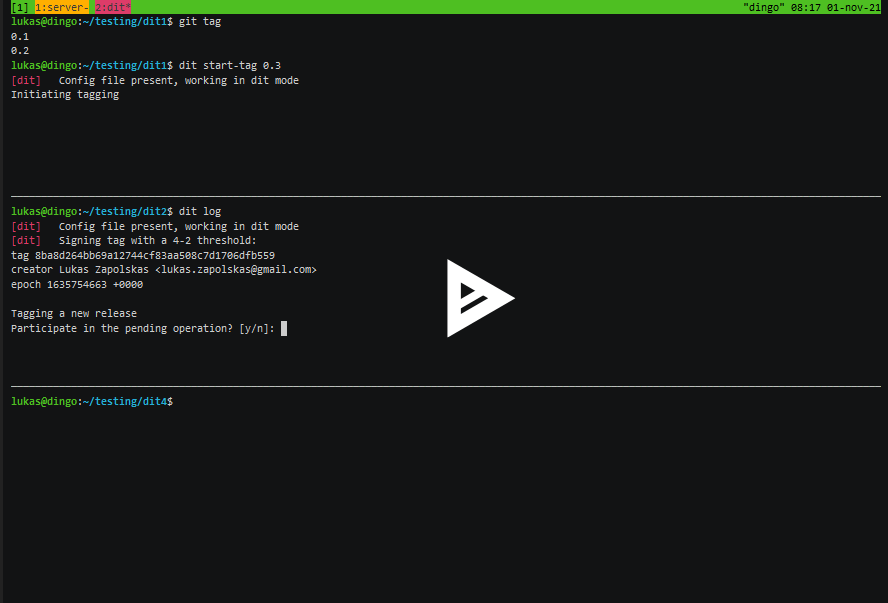 [1] 1:server- 2:dit* "dingo" 08:17 01-nov-21
lukas@dingo:~/testing/dit1$ git tag
0.1
0.2
lukas@dingo:~/testing/dit1$ dit start-tag 0.3
[dit] Config file present, working in dit mode
Initiating tagging
lukas@dingo:~/testing/dit2$ dit log
[dit] Config file present, working in dit mode
[dit] Signing tag with a 4-2 threshold:
tag 8ba8d264bb69a12744cf83aa508c7d1706dfb559
creator Lukas Zapolskas <lukas.zapolskas@gmail.com>
epoch 1635754663 +0000
Tagging a new release
Participate in the pending operation? [y/n]:
lukas@dingo:~/testing/dit4$